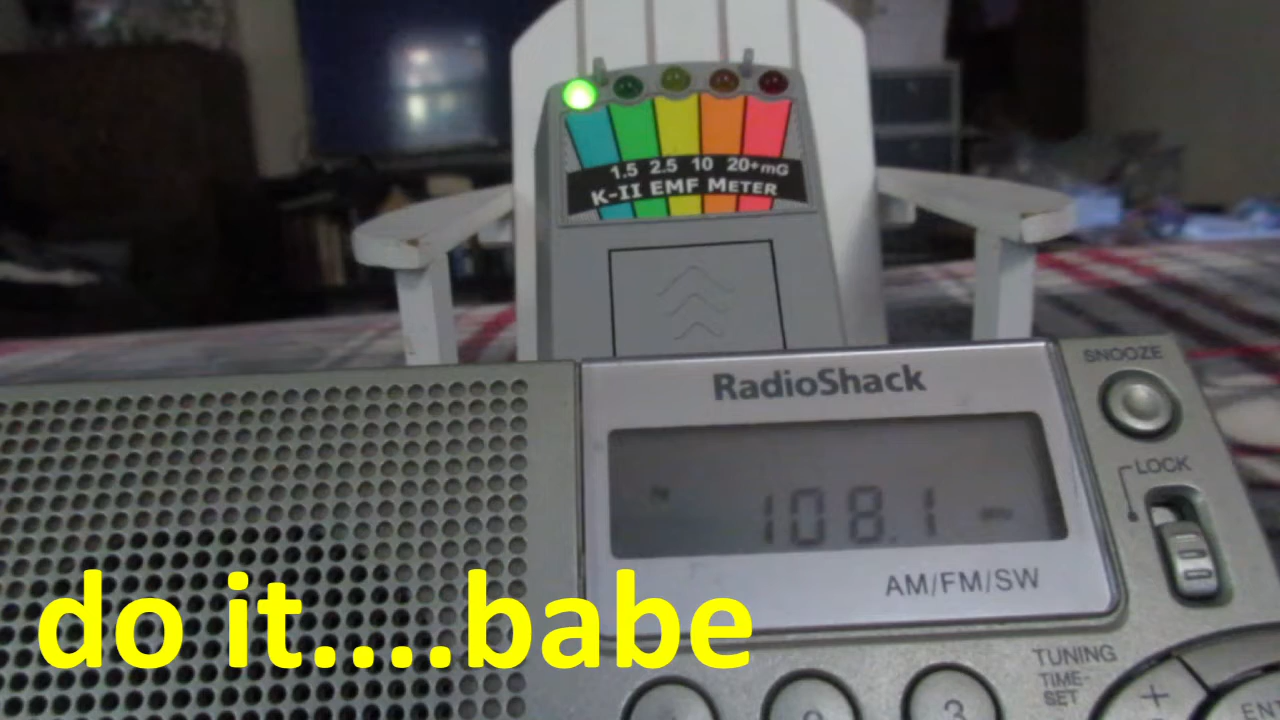 1.5 2.5 10 20+mG
K-II EMF METER
RadioShack
SNOOZE
LOCK
108.1
AM/FM/SW
do it....babe
TUNING
TIME-
SET
+
3